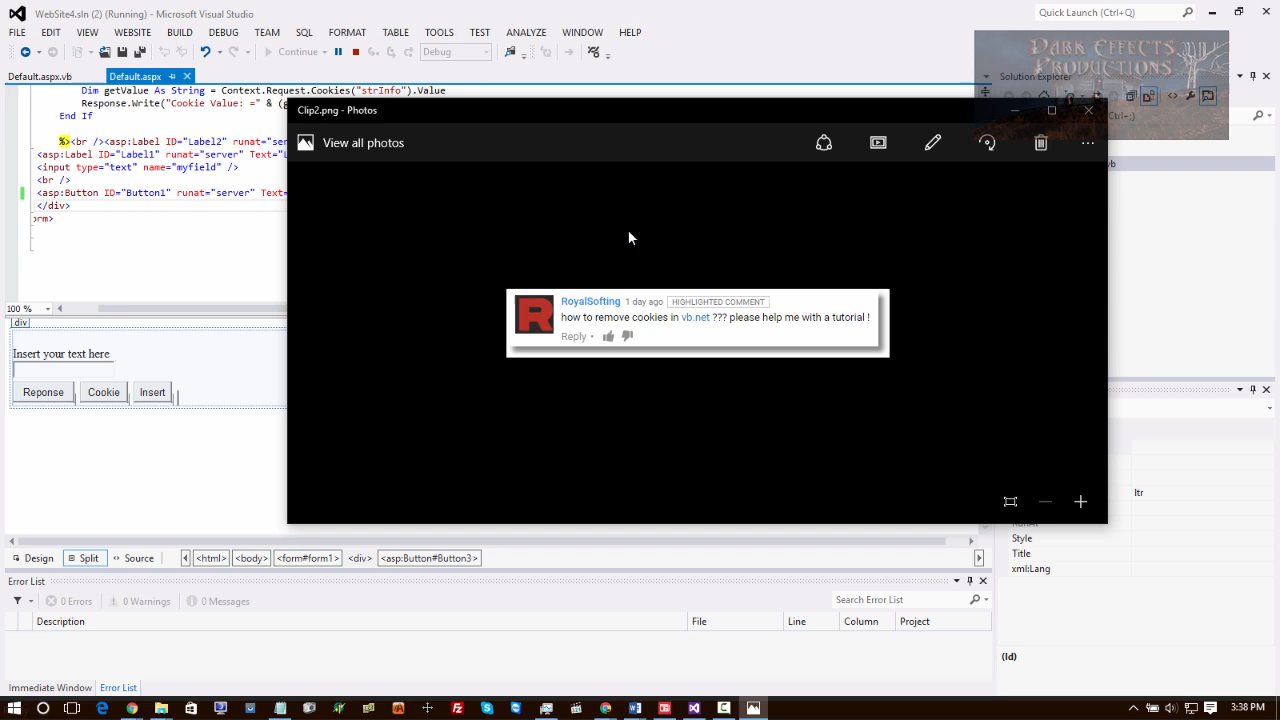 WebSite4.sln (2) (Running) - Microsoft Visual Studio
Quick Launch (Ctrl+Q)
FILE EDIT VIEW WEBSITE BUILD DEBUG TEAM SQL FORMAT TABLE TOOLS TEST ANALYZE WINDOW HELP
Continue Debug
DARK EFFECTS
PRODUCTIONS
Default.aspx.vb Default.aspx Solution Explorer
Dim getValue As String = Context.Request.Cookies("strInfo").Value
Response.Write("Cookie Value: =" & (g
End If
Clip2.png - Photos
View all photos
%><br /><asp:Label ID="Label2" runat="ser
<asp:Label ID="Label1" runat="server" Text="L
<input type="text" name="myfield" />
<br />
<asp:Button ID="Button1" runat="server" Text=
</div>
orm>
RoyalSofting 1 day ago HIGHLIGHTED COMMENT
how to remove cookies in vb.net ??? please help me with a tutorial !
Reply •
100 %
div
Insert your text here
Reponse Cookie Insert
ltr
Style
Title
xml:Lang
Design Split Source <html> <body> <form#form1> <div> <asp:Button#Button3>
Error List
0 Errors 0 Warnings 0 Messages Search Error List
Description File Line Column Project
(Id)
Immediate Window Error List
3:38 PM